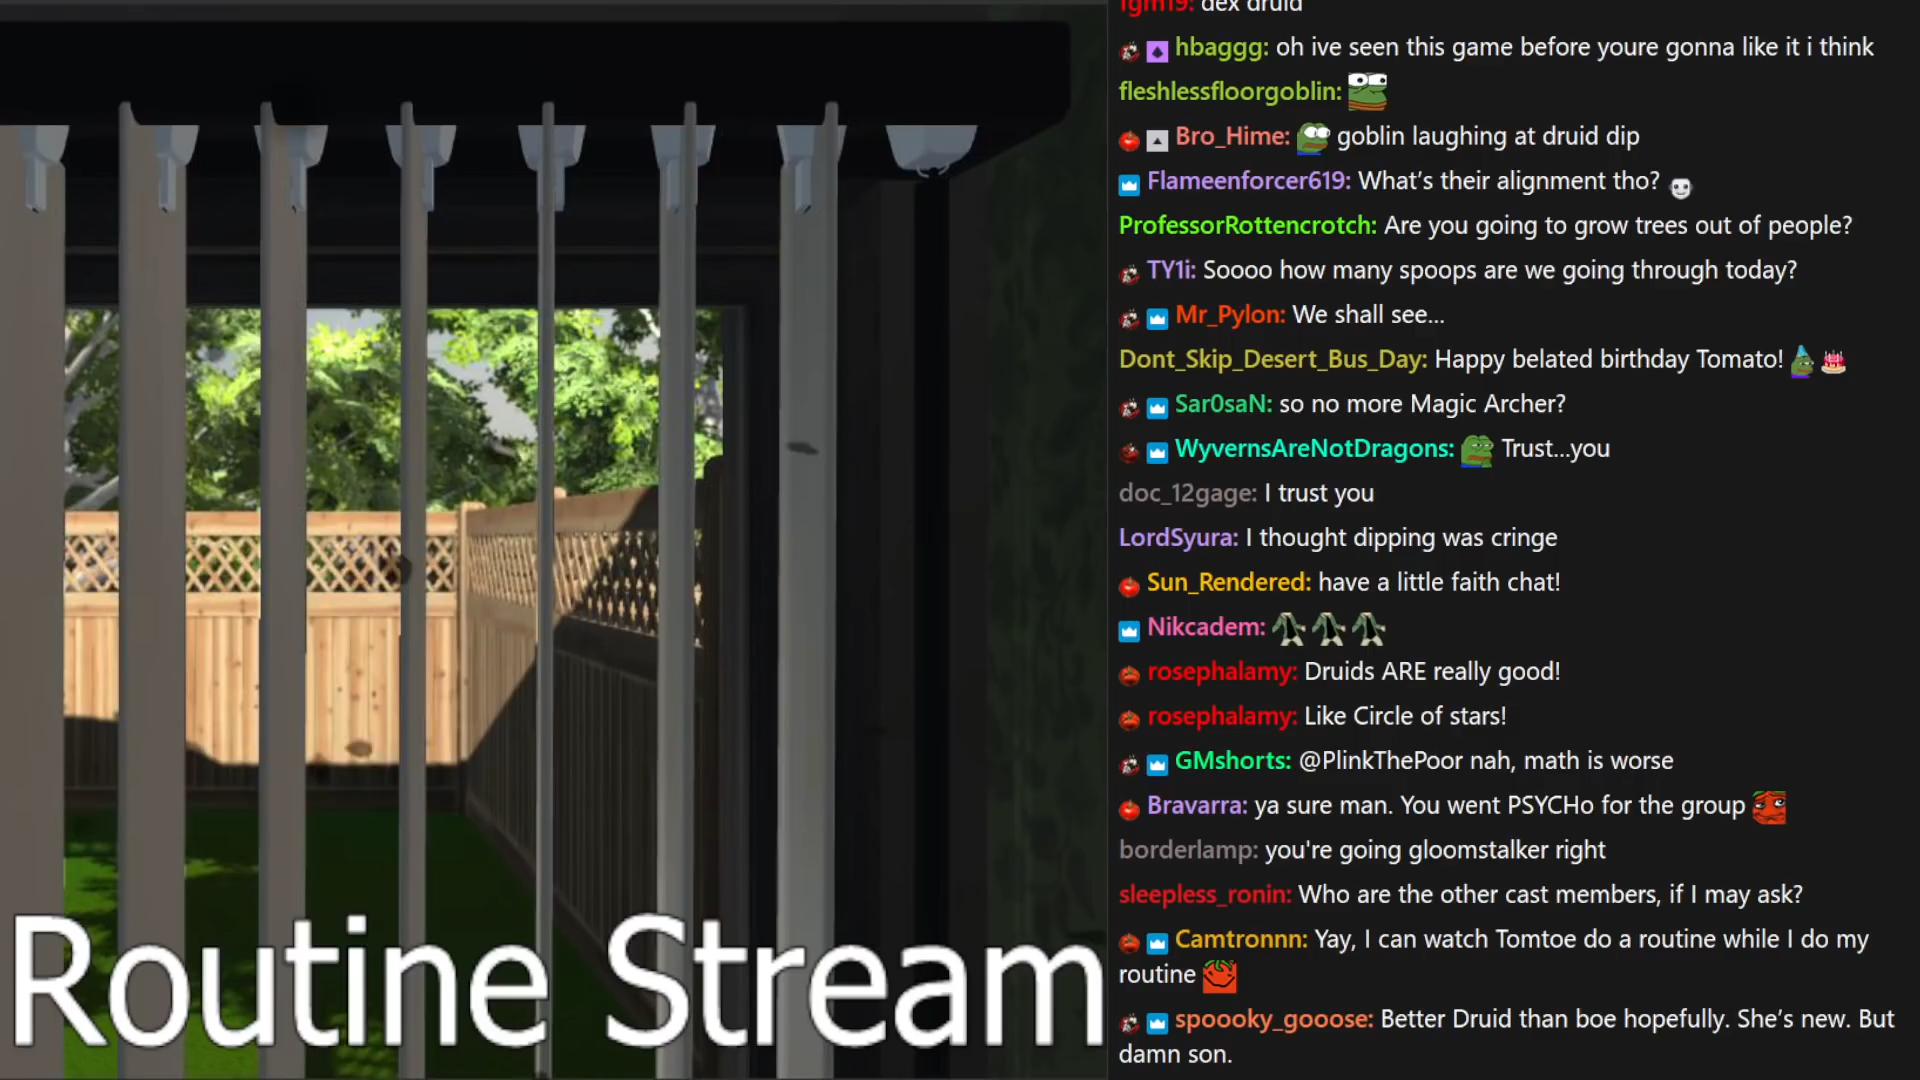 fgm19: dex druid
hbaggg: oh ive seen this game before youre gonna like it i think
fleshlessfloorgoblin:
Bro_Hime: goblin laughing at druid dip
Flameenforcer619: What's their alignment tho?
ProfessorRottencrotch: Are you going to grow trees out of people?
TY1i: Soooo how many spoops are we going through today?
Mr_Pylon: We shall see...
Dont_Skip_Desert_Bus_Day: Happy belated birthday Tomato!
Sar0saN: so no more Magic Archer?
WyvernsAreNotDragons: Trust...you
doc_12gage: I trust you
LordSyura: I thought dipping was cringe
Sun_Rendered: have a little faith chat!
Nikcadem:
rosephalamy: Druids ARE really good!
rosephalamy: Like Circle of stars!
GMshorts: @PlinkThePoor nah, math is worse
Bravarra: ya sure man. You went PSYCHo for the group
borderlamp: you're going gloomstalker right
sleepless_ronin: Who are the other cast members, if I may ask?
Camtronnn: Yay, I can watch Tomtoe do a routine while I do my
routine
spoooky_gooose: Better Druid than boe hopefully. She's new. But
damn son.
Routine Stream